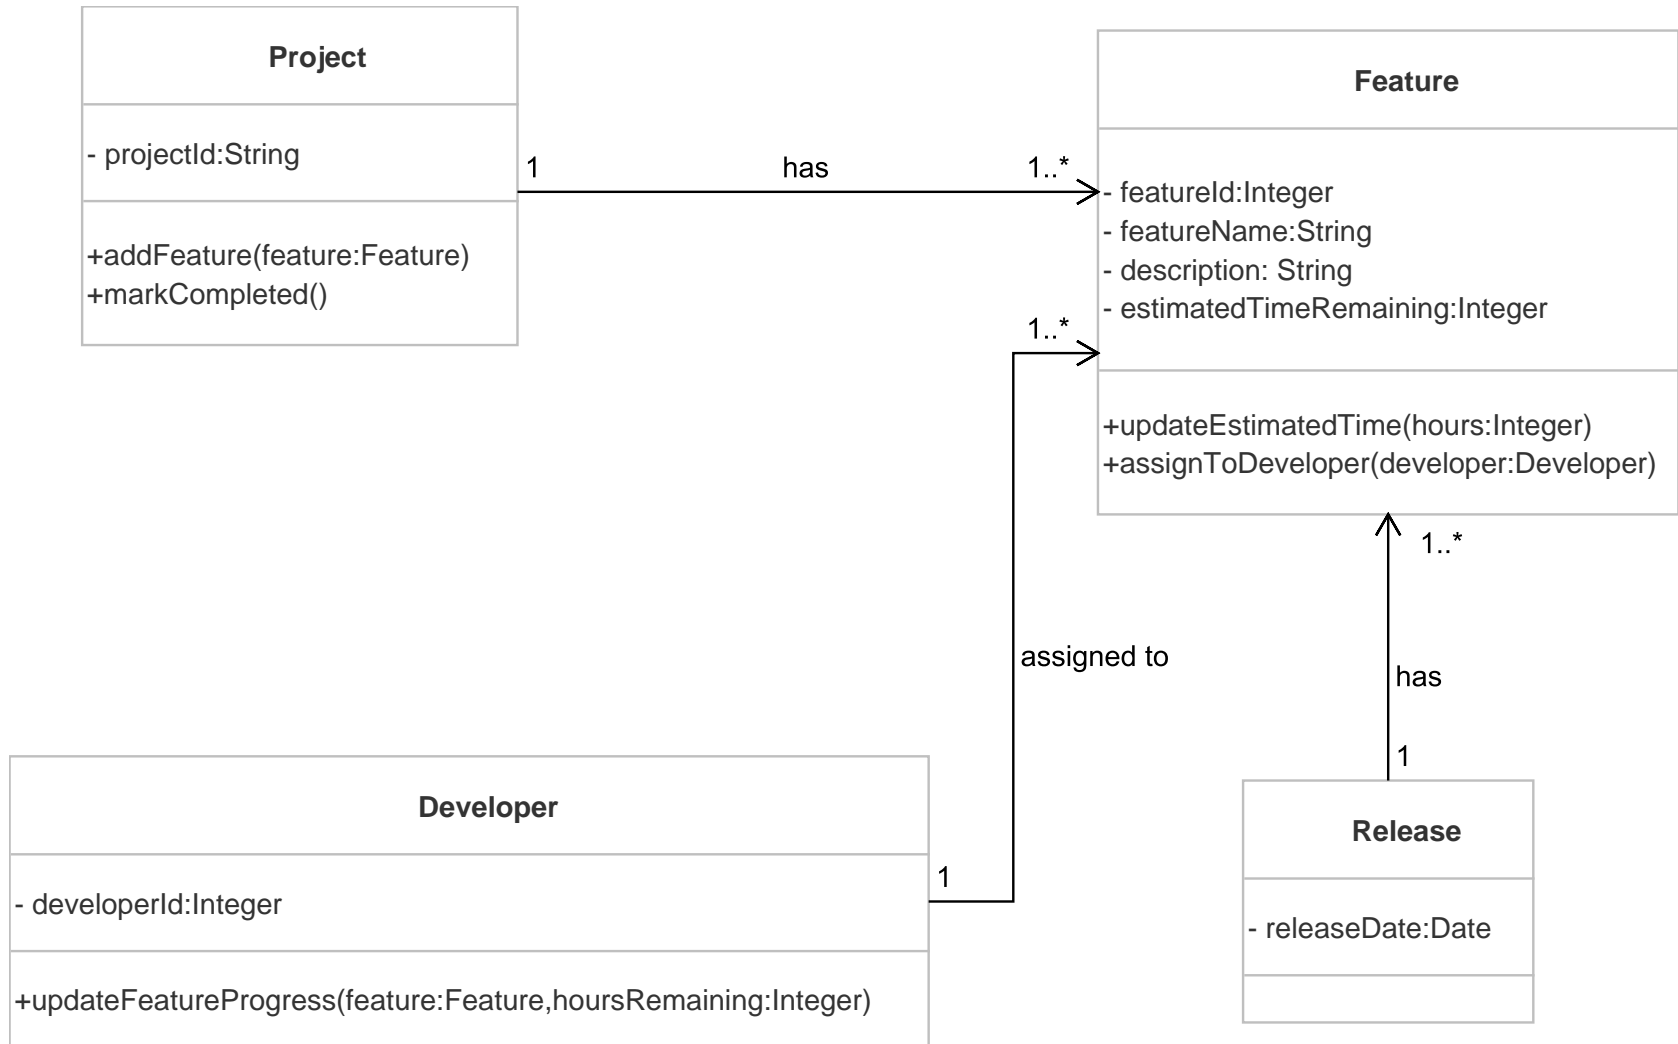 Project
- projectId:String
+addFeature(feature:Feature)
+markCompleted()
1
has
1..*
Feature
- featureId:Integer
- featureName:String
- description: String
- estimatedTimeRemaining:Integer
+updateEstimatedTime(hours:Integer)
+assignToDeveloper(developer:Developer)
1..*
assigned to
1
1..*
has
1
Developer
- developerId:Integer
+updateFeatureProgress(feature:Feature,hoursRemaining:Integer)
Release
- releaseDate:Date